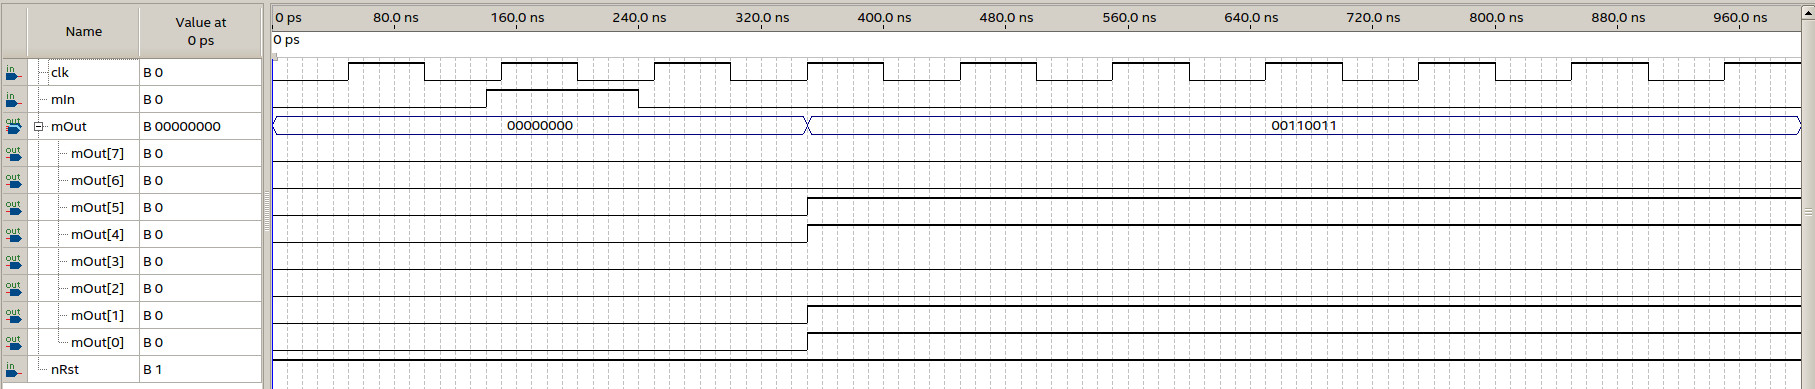 Name Value at 0 ps
0 ps 80.0 ns 160.0 ns 240.0 ns 320.0 ns 400.0 ns 480.0 ns 560.0 ns 640.0 ns 720.0 ns 800.0 ns 880.0 ns 960.0 ns
0 ps
in clk B 0
in mIn B 0
out mOut B 00000000 00000000 00110011
out mOut[7] B 0
out mOut[6] B 0
out mOut[5] B 0
out mOut[4] B 0
out mOut[3] B 0
out mOut[2] B 0
out mOut[1] B 0
out mOut[0] B 0
in nRst B 1